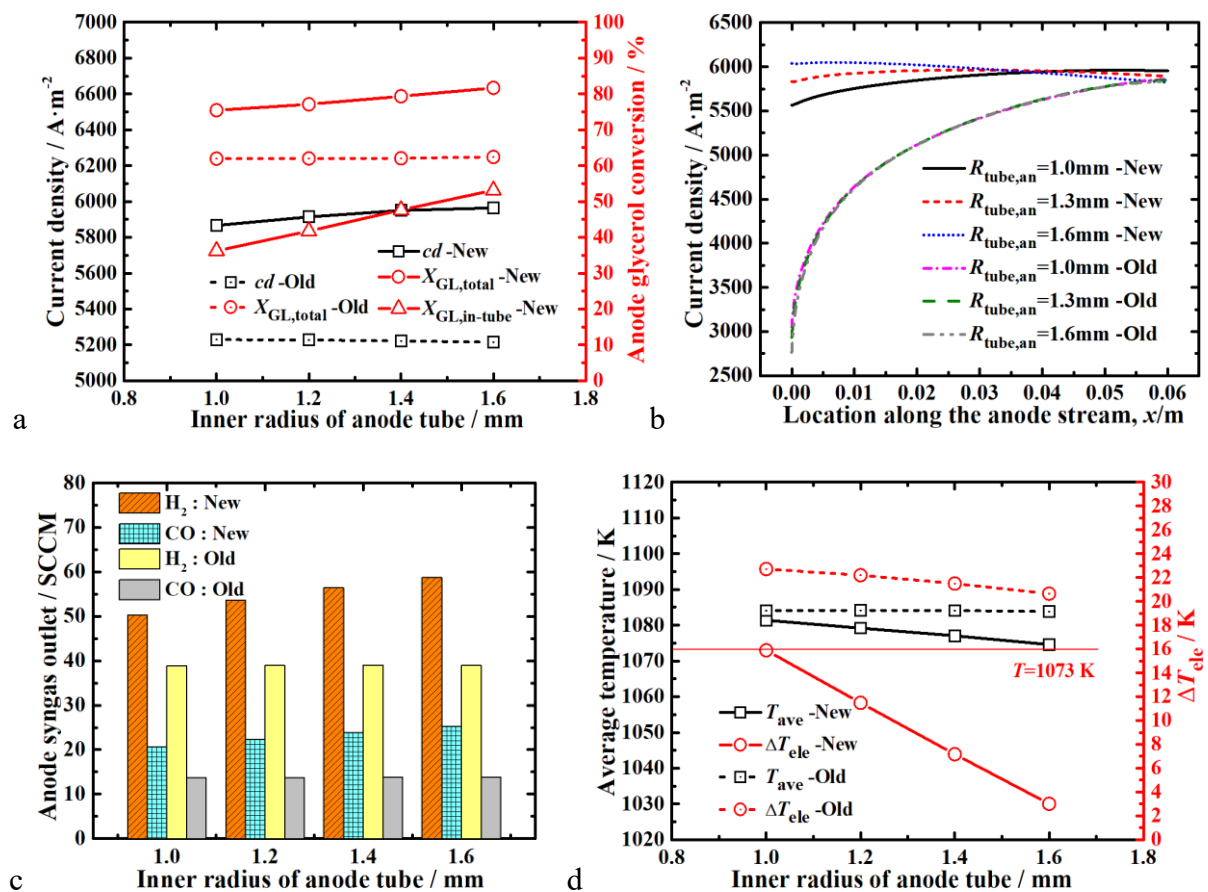 7000
6800
6600
6400
6200
6000
5800
5600
5400
5200
5000
Current density / A·m⁻²
100
90
80
70
60
50
40
30
20
10
0
Anode glycerol conversion / %
cd -New
cd -Old
X_GL,total -New
X_GL,total -Old
X_GL,in-tube -New
0.8 1.0 1.2 1.4 1.6 1.8
Inner radius of anode tube / mm
a
6500
6000
5500
5000
4500
4000
3500
3000
2500
Current density / A·m⁻²
R_tube,an=1.0mm -New
R_tube,an=1.3mm -New
R_tube,an=1.6mm -New
R_tube,an=1.0mm -Old
R_tube,an=1.3mm -Old
R_tube,an=1.6mm -Old
0.00 0.01 0.02 0.03 0.04 0.05 0.06
Location along the anode stream, x/m
b
80
70
60
50
40
30
20
10
0
Anode syngas outlet / SCCM
H₂ : New
CO : New
H₂ : Old
CO : Old
1.0 1.2 1.4 1.6
Inner radius of anode tube / mm
c
1120
1110
1100
1090
1080
1070
1060
1050
1040
1030
1020
Average temperature / K
30
28
26
24
22
20
18
16
14
12
10
8
6
4
2
0
ΔT_ele / K
T=1073 K
T_ave -New
ΔT_ele -New
T_ave -Old
ΔT_ele -Old
0.8 1.0 1.2 1.4 1.6 1.8
Inner radius of anode tube / mm
d